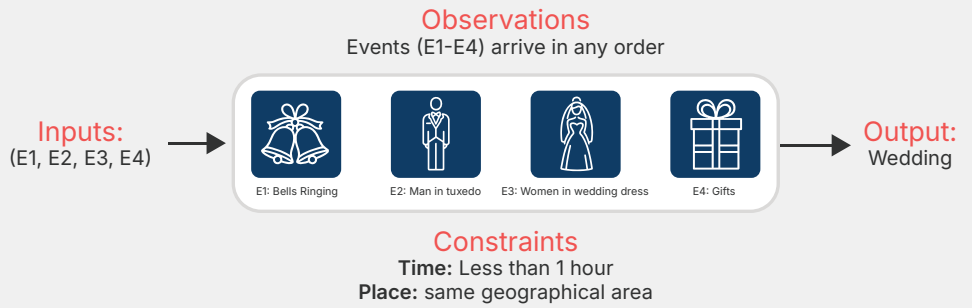 Observations
Events (E1-E4) arrive in any order
Inputs:
(E1, E2, E3, E4)
E1: Bells Ringing
E2: Man in tuxedo
E3: Women in wedding dress
E4: Gifts
Output:
Wedding
Constraints
Time: Less than 1 hour
Place: same geographical area